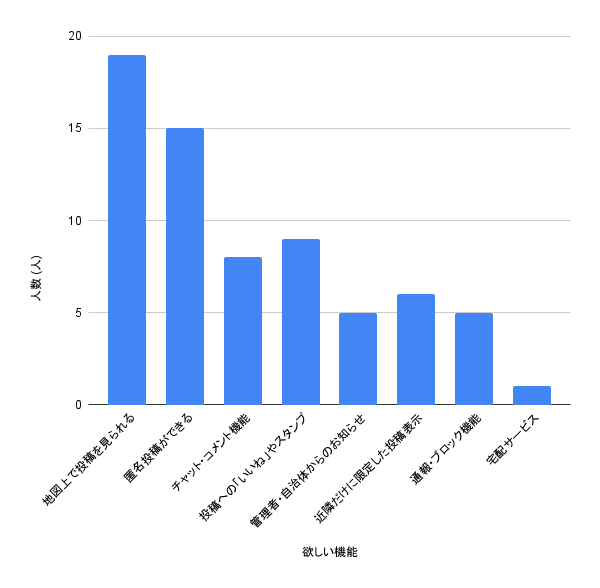 20
15
10
5
0
人数 (人)
地図上で投稿を見られる
匿名投稿ができる
チャット・コメント機能
投稿への「いいね」やスタンプ
管理者・自治体からのお知らせ
近隣だけに限定した投稿表示
通報・ブロック機能
宅配サービス
欲しい機能